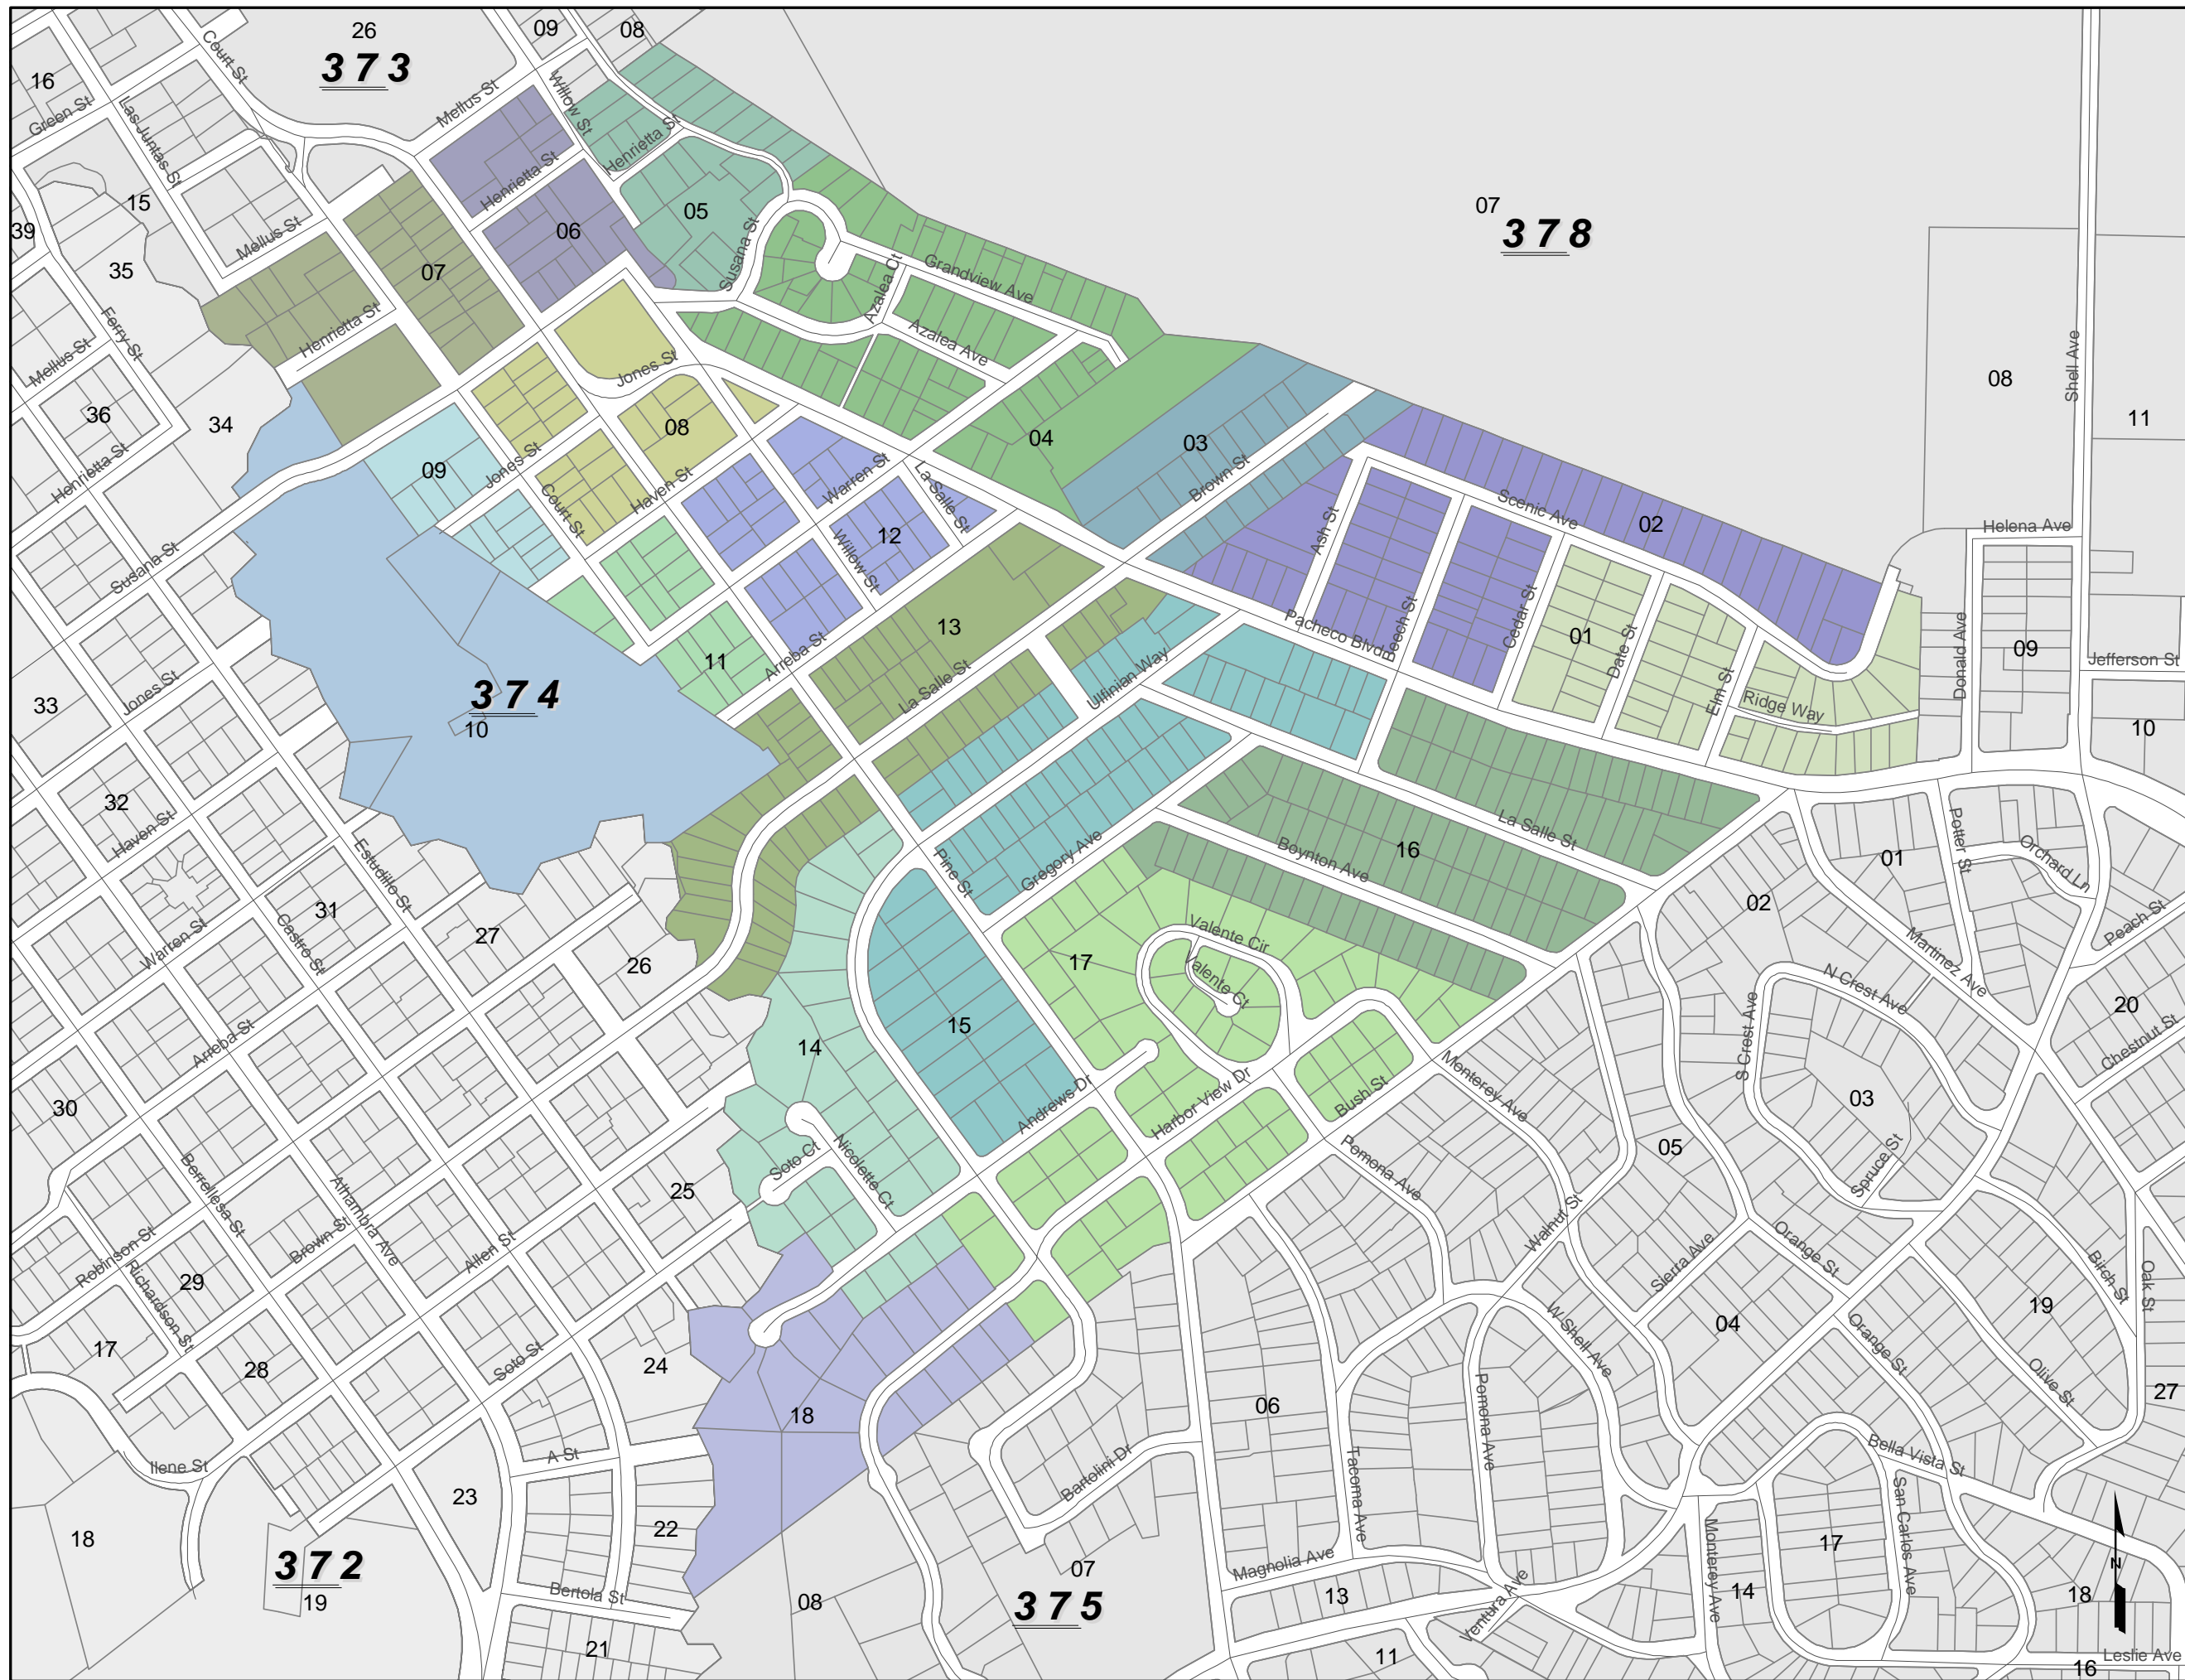 26
09
08
373
16
Court St
Green St
Las Juntas St
Mellus St
Willow St
Henrietta St
Henrietta St
15
39
35
Mellus St
06
05
Susana St
07
378
07
Azalea Ct
Grandview Ave
Azalea Ave
Henrietta St
Ferry St
Mellus St
Jones St
Shell Ave
08
11
36
34
Henrietta St
08
04
03
Brown St
09
Jones St
Court St
Haven St
Warren St
La Salle St
12
Willow St
Ash St
Scenic Ave
02
Helena Ave
Susana St
Arreba St
11
13
La Salle St
Ulfinian Way
Pacheco Blvd
Beech St
Cedar St
01
Date St
Elm St
Ridge Way
Donald Ave
09
Jefferson St
10
33
Jones St
374
10
32
Haven St
Estudillo St
Pine St
Gregory Ave
Boynton Ave
16
La Salle St
01
Potter St
Orchard Ln
Peach St
02
Martinez Ave
31
Castro St
Warren St
27
26
17
Valente Cir
Valente Ct
N Crest Ave
S Crest Ave
20
Chestnut St
Arreba St
15
14
30
Andrews Dr
Harbor View Dr
Bush St
Monterey Ave
03
Spruce St
05
Soto Ct
Nicolette Ct
Pomona Ave
Walnut St
25
Berrellesa St
Alhambra Ave
Robinson St
Richardson St
29
Brown St
Allen St
Sierra Ave
Orange St
Birch St
Oak St
19
04
W Shell Ave
Orange St
Olive St
17
28
Soto St
24
18
06
27
Pomona Ave
Tacoma Ave
Bella Vista St
San Carlos Ave
Ilene St
A St
Bartolini Dr
23
22
18
372
19
Bertola St
21
08
07
375
Magnolia Ave
13
Ventura Ave
11
Monterey Ave
14
17
18
N
Leslie Ave
16